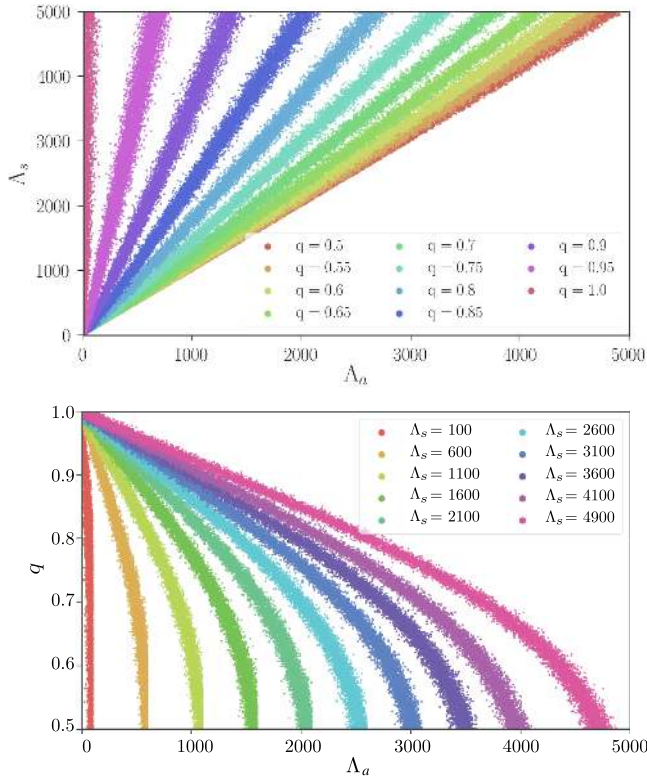 5000
4000
3000
2000
1000
0
Λs
q = 0.5 q = 0.7 q = 0.9
q = 0.55 q = 0.75 q = 0.95
q = 0.6 q = 0.8 q = 1.0
q = 0.65 q = 0.85
0 1000 2000 3000 4000 5000
Λa
1.0
0.9
0.8
0.7
0.6
0.5
q
Λs = 100 Λs = 2600
Λs = 600 Λs = 3100
Λs = 1100 Λs = 3600
Λs = 1600 Λs = 4100
Λs = 2100 Λs = 4900
0 1000 2000 3000 4000 5000
Λa